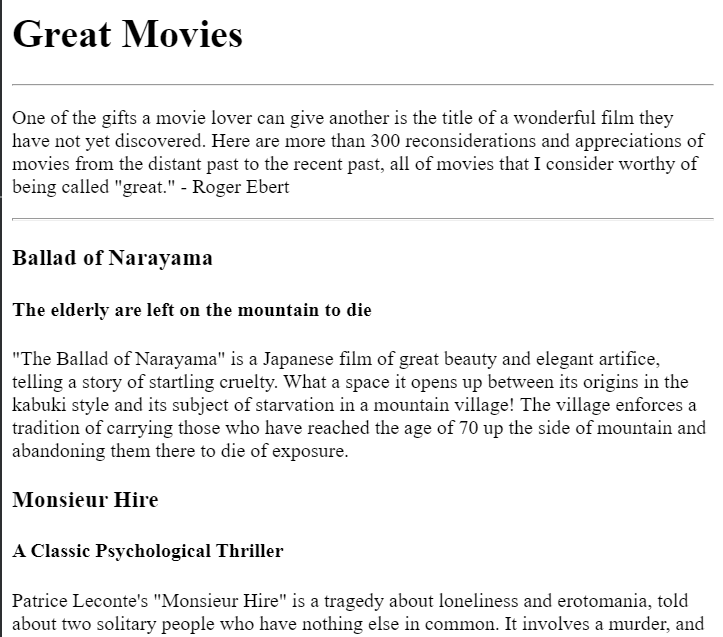 Great Movies
One of the gifts a movie lover can give another is the title of a wonderful film they
have not yet discovered. Here are more than 300 reconsiderations and appreciations of
movies from the distant past to the recent past, all of movies that I consider worthy of
being called "great." - Roger Ebert
Ballad of Narayama
The elderly are left on the mountain to die
"The Ballad of Narayama" is a Japanese film of great beauty and elegant artifice,
telling a story of startling cruelty. What a space it opens up between its origins in the
kabuki style and its subject of starvation in a mountain village! The village enforces a
tradition of carrying those who have reached the age of 70 up the side of mountain and
abandoning them there to die of exposure.
Monsieur Hire
A Classic Psychological Thriller
Patrice Leconte's "Monsieur Hire" is a tragedy about loneliness and erotomania, told
about two solitary people who have nothing else in common. It involves a murder, and